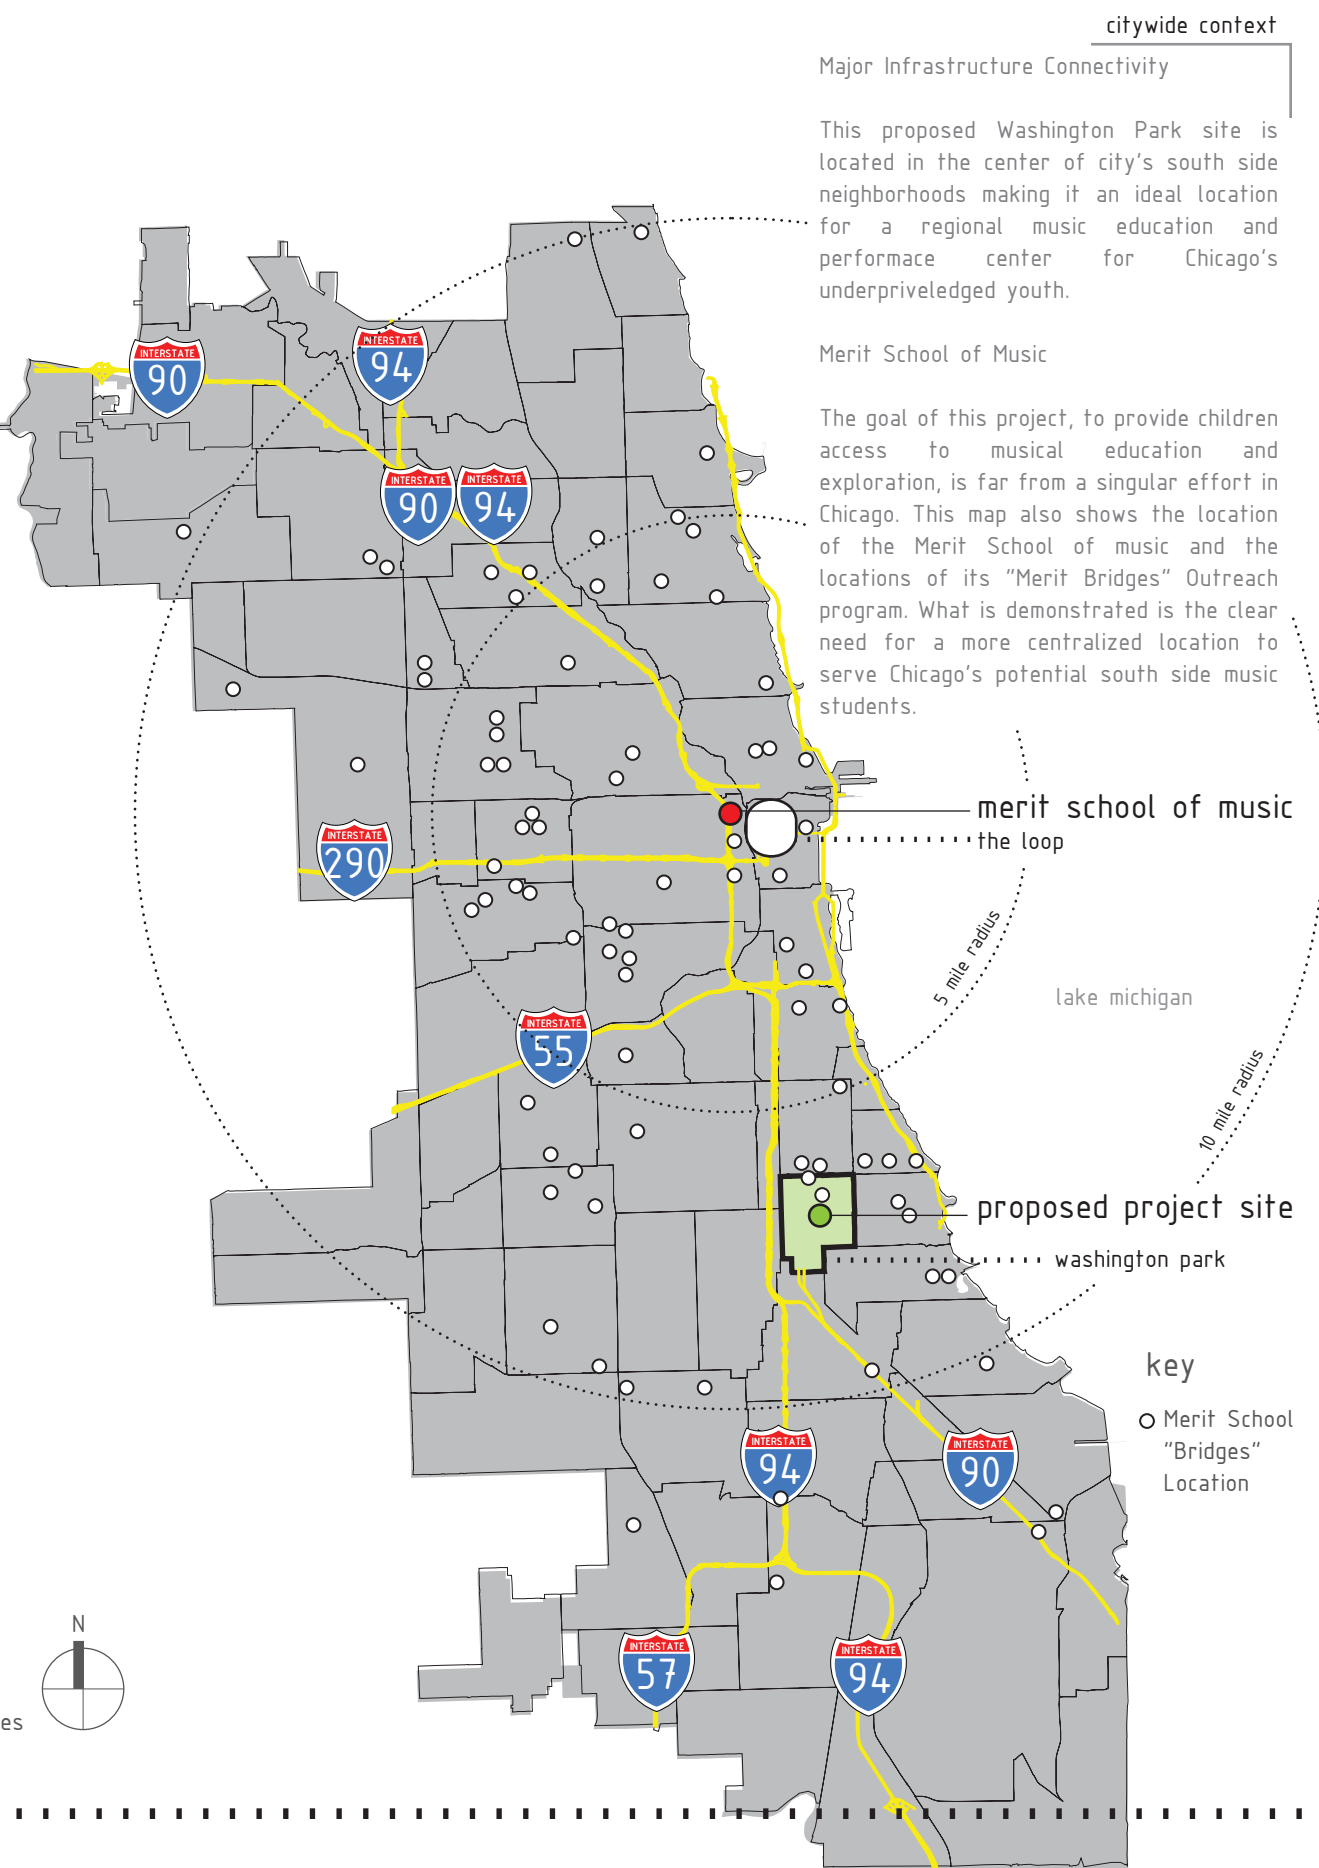 citywide context
Major Infrastructure Connectivity
This proposed Washington Park site is
located in the center of city's south side
neighborhoods making it an ideal location
for a regional music education and
performace center for Chicago's
underpriveledged youth.
Merit School of Music
The goal of this project, to provide children
access to musical education and
exploration, is far from a singular effort in
Chicago. This map also shows the location
of the Merit School of music and the
locations of its "Merit Bridges" Outreach
program. What is demonstrated is the clear
need for a more centralized location to
serve Chicago's potential south side music
students.
INTERSTATE
90
INTERSTATE
94
INTERSTATE
90
INTERSTATE
94
merit school of music
the loop
INTERSTATE
290
5 mile radius
lake michigan
INTERSTATE
55
10 mile radius
proposed project site
washington park
key
Merit School
"Bridges"
Location
INTERSTATE
94
INTERSTATE
90
INTERSTATE
57
INTERSTATE
94
N
es